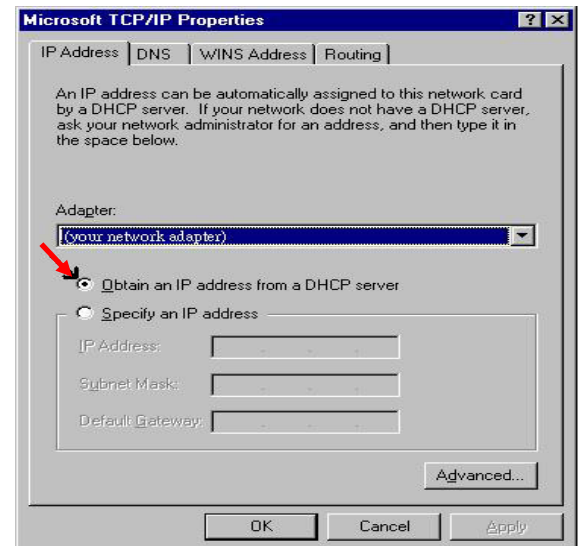 Microsoft TCP/IP Properties
IP Address DNS WINS Address Routing
An IP address can be automatically assigned to this network card
by a DHCP server. If your network does not have a DHCP server,
ask your network administrator for an address, and then type it in
the space below.
Adapter:
(your network adapter)
Obtain an IP address from a DHCP server
Specify an IP address
IP Address:
Subnet Mask:
Default Gateway:
Advanced...
OK Cancel Apply